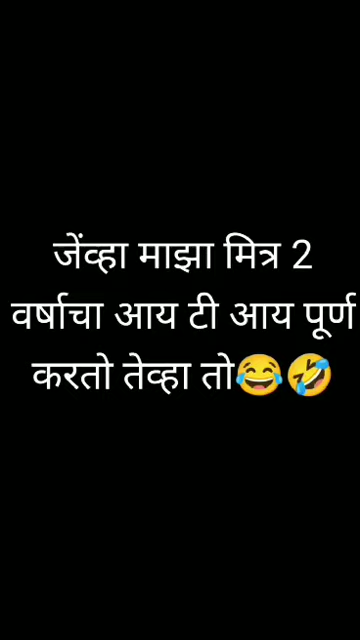 जेंव्हा माझा मित्र 2
वर्षाचा आय टी आय पूर्ण
करतो तेव्हा तो😂🤣